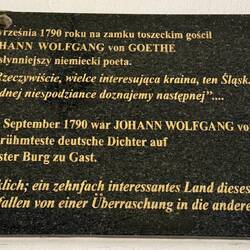 września 1790 roku na zamku toszeckim gościł
HANN WOLFGANG von GOETHE
słynniejszy niemiecki poeta.
Rzeczywiście, wielce interesująca kraina, ten Śląsk.
dnej niespodziance doznajemy następnej"....
September 1790 war JOHANN WOLFGANG vo
rühmteste deutsche Dichter auf
ster Burg zu Gast.
klich; ein zehnfach interessantes Land dieses
fallen von einer Überraschung in die andere